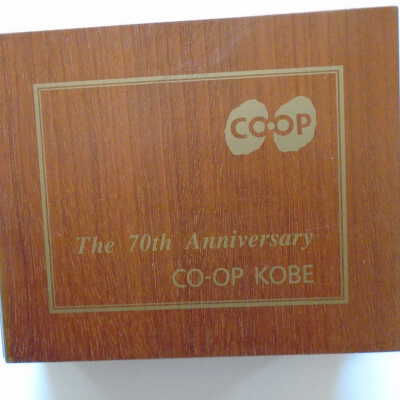 CO·OP
The 70th Anniversary
CO-OP KOBE